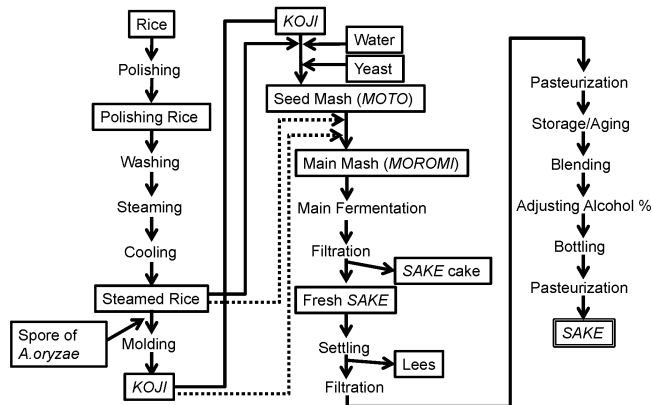 Rice
Polishing
Polishing Rice
Washing
Steaming
Cooling
Steamed Rice
Spore of
A.oryzae
Molding
KOJI
KOJI
Water
Yeast
Seed Mash (MOTO)
Main Mash (MOROMI)
Main Fermentation
Filtration
SAKE cake
Fresh SAKE
Settling
Lees
Filtration
Pasteurization
Storage/Aging
Blending
Adjusting Alcohol %
Bottling
Pasteurization
SAKE